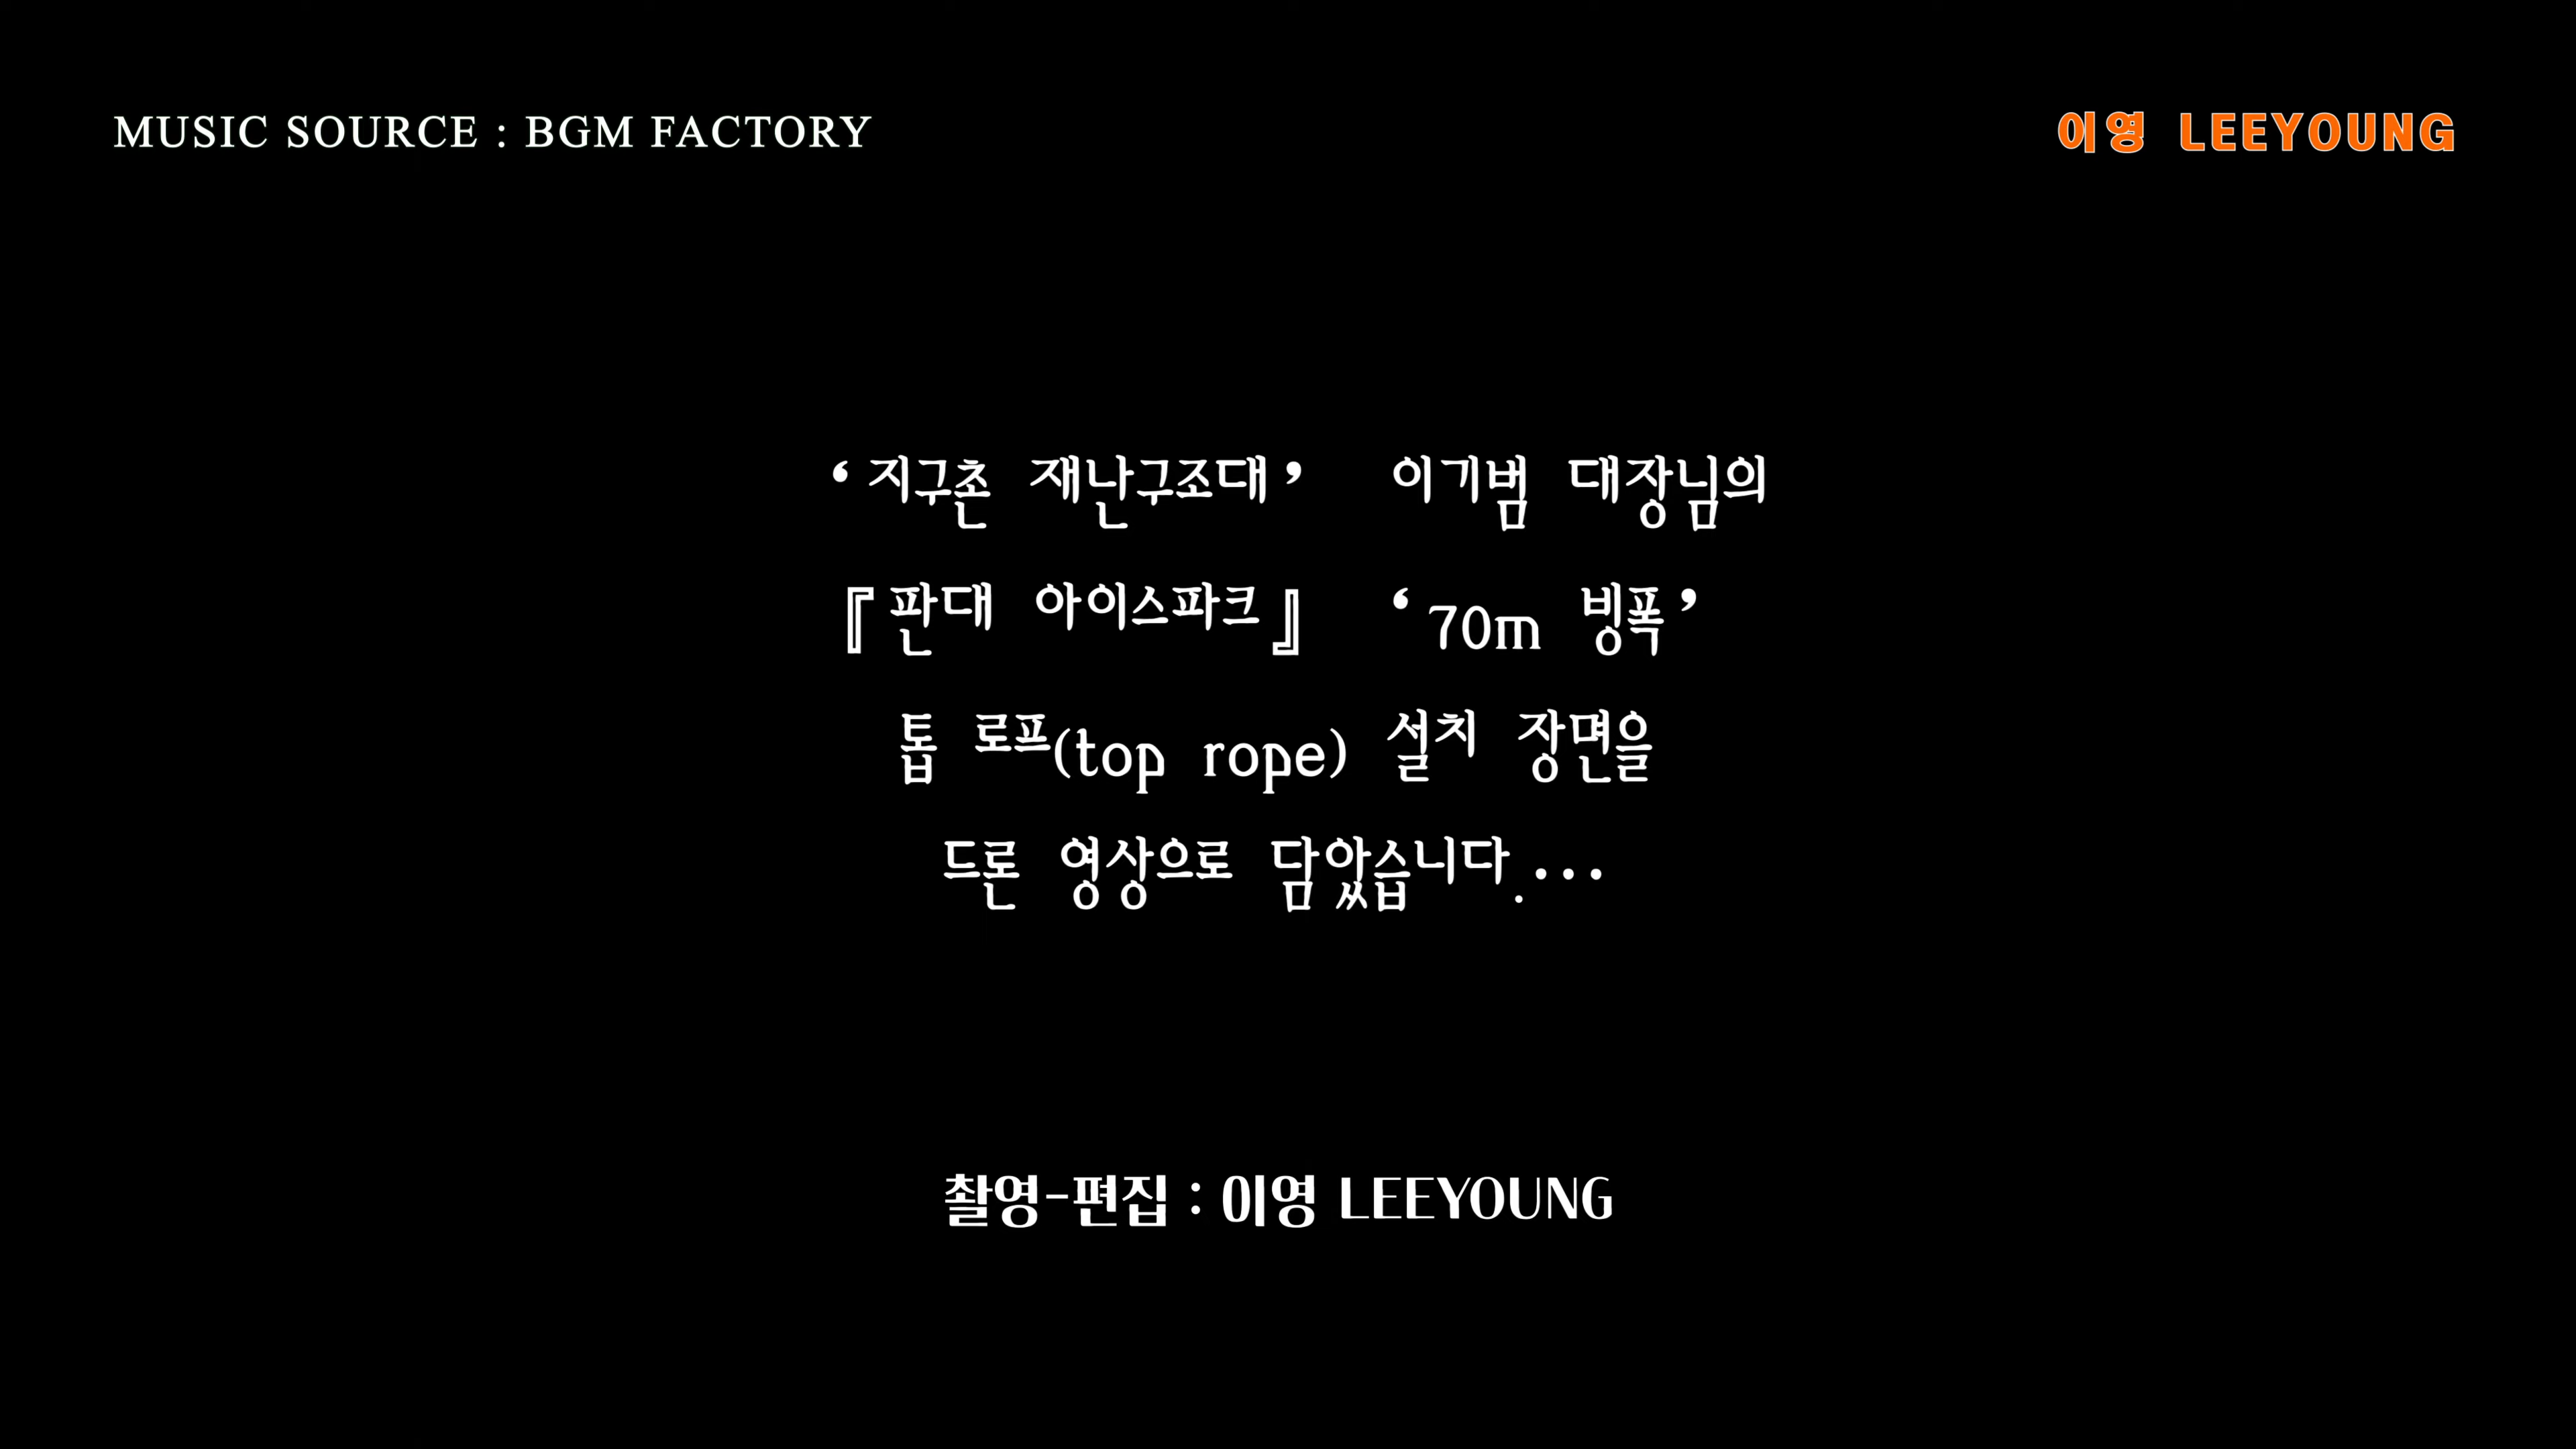 MUSIC SOURCE : BGM FACTORY
이영 LEEYOUNG
‘지구촌 재난구조대’ 이기범 대장님의
『판대 아이스파크』 ‘70m 빙폭’
톱 로프(top rope) 설치 장면을
드론 영상으로 담았습니다.···
촬영-편집 : 이영 LEEYOUNG